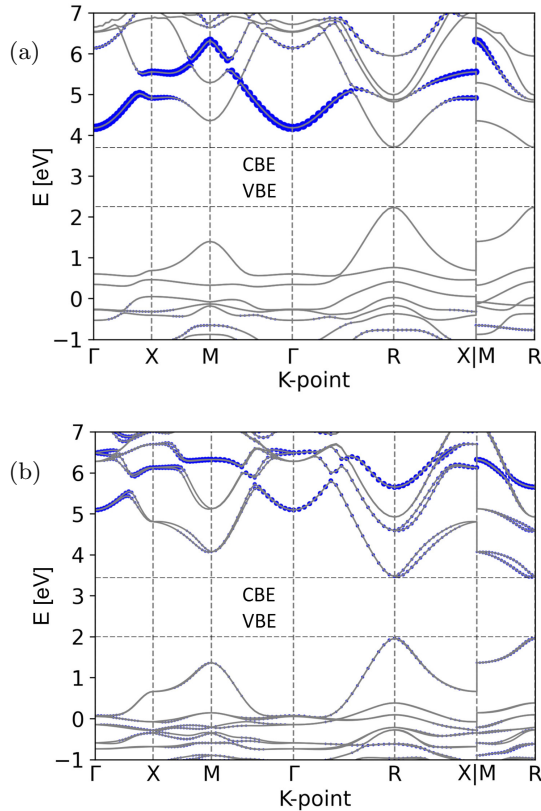 (a)
7
6
5
4
3
2
1
0
−1
E [eV]
CBE
VBE
Γ X M Γ R X|M R
K-point
(b)
7
6
5
4
3
2
1
0
−1
E [eV]
CBE
VBE
Γ X M Γ R X|M R
K-point